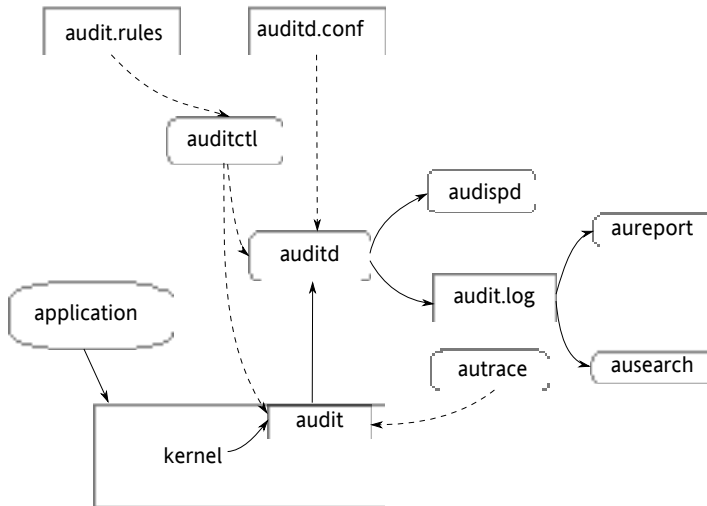 audit.rules
auditd.conf
auditctl
audispd
aureport
auditd
audit.log
application
autrace
ausearch
audit
kernel